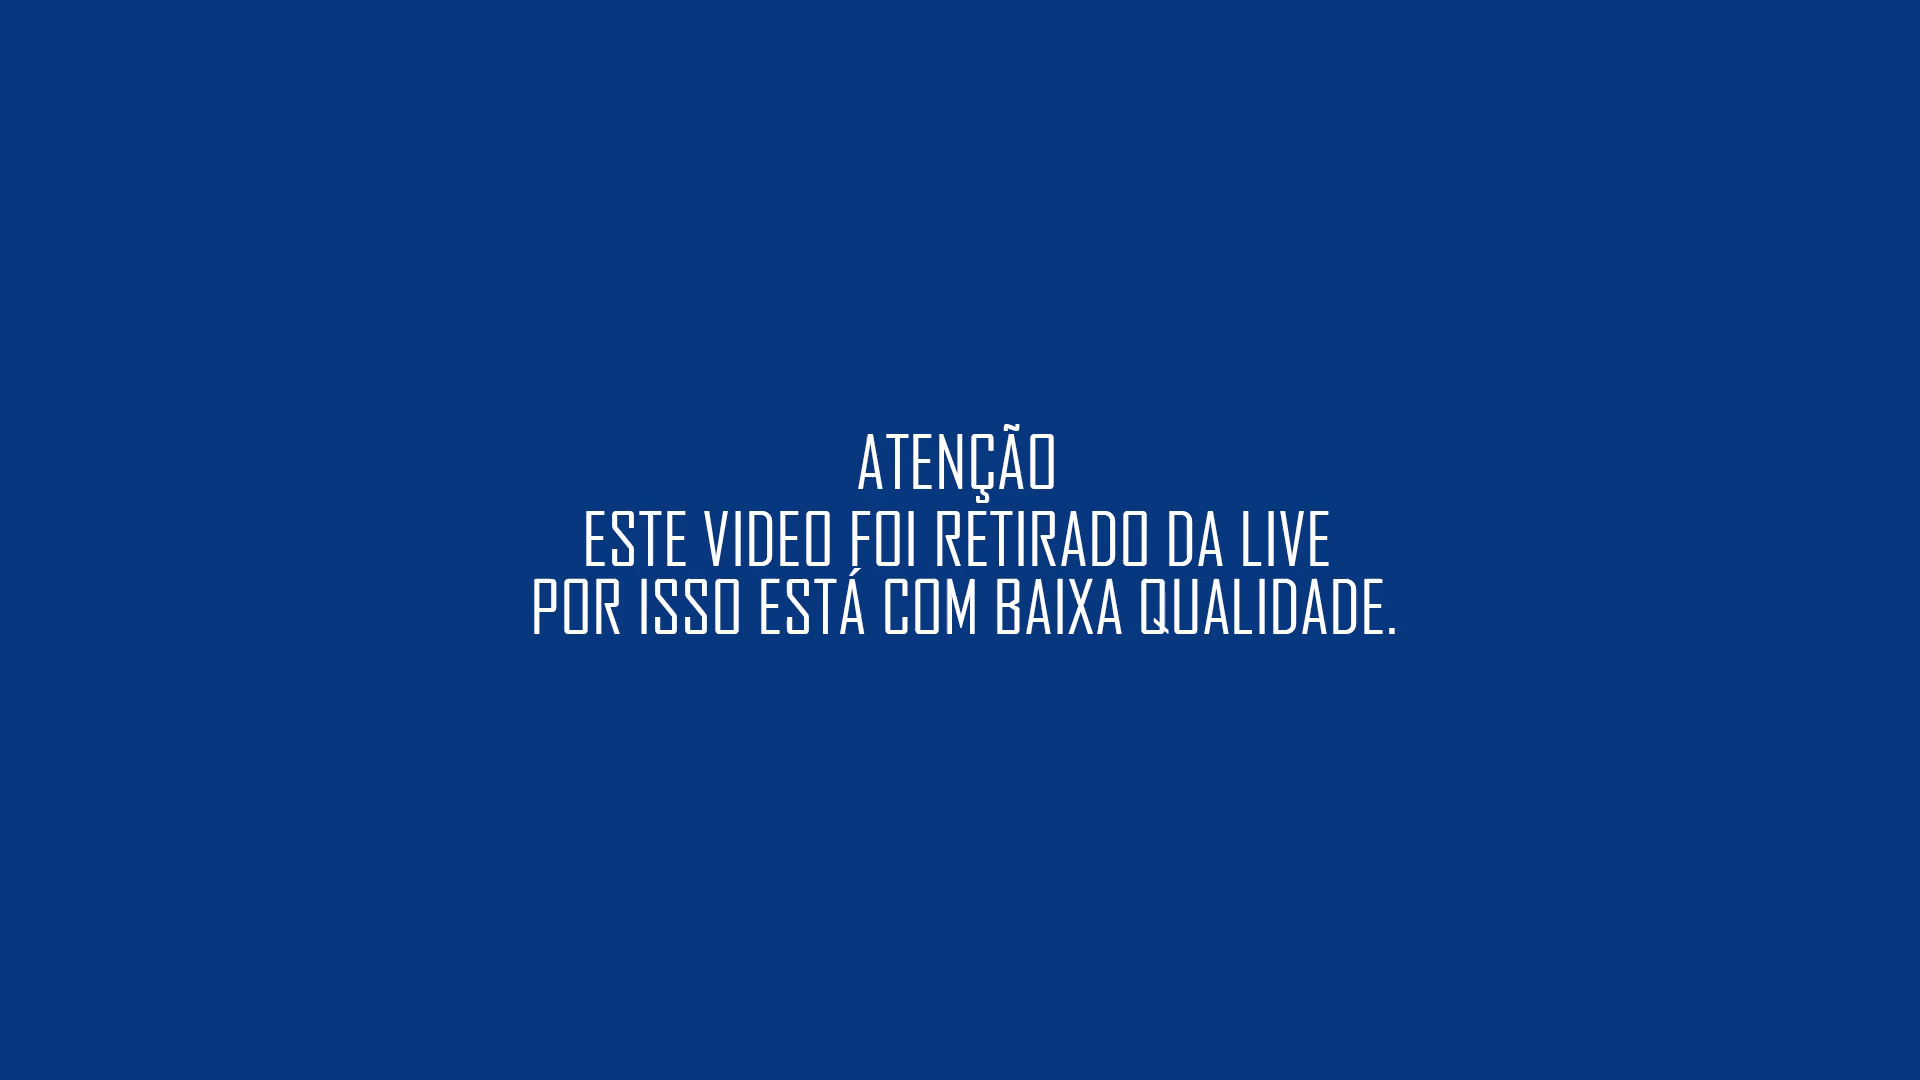 ATENÇÃO
ESTE VIDEO FOI RETIRADO DA LIVE
POR ISSO ESTÁ COM BAIXA QUALIDADE.